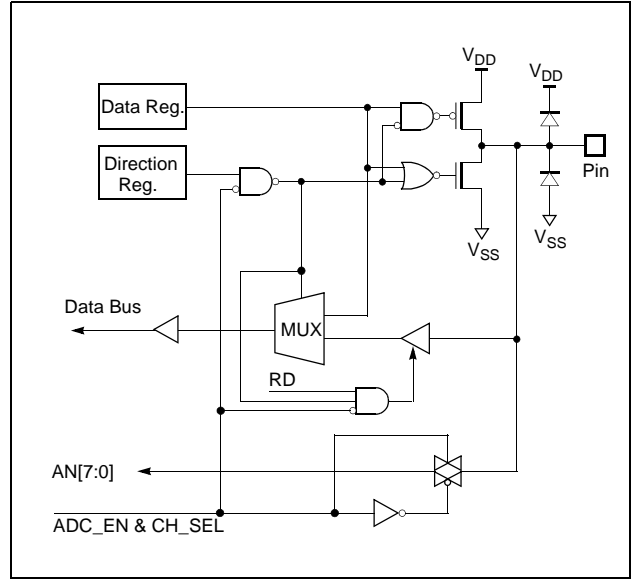 VDD
VDD
Data Reg.
Direction
Reg.
Pin
VSS
VSS
Data Bus
MUX
RD
AN[7:0]
ADC_EN & CH_SEL